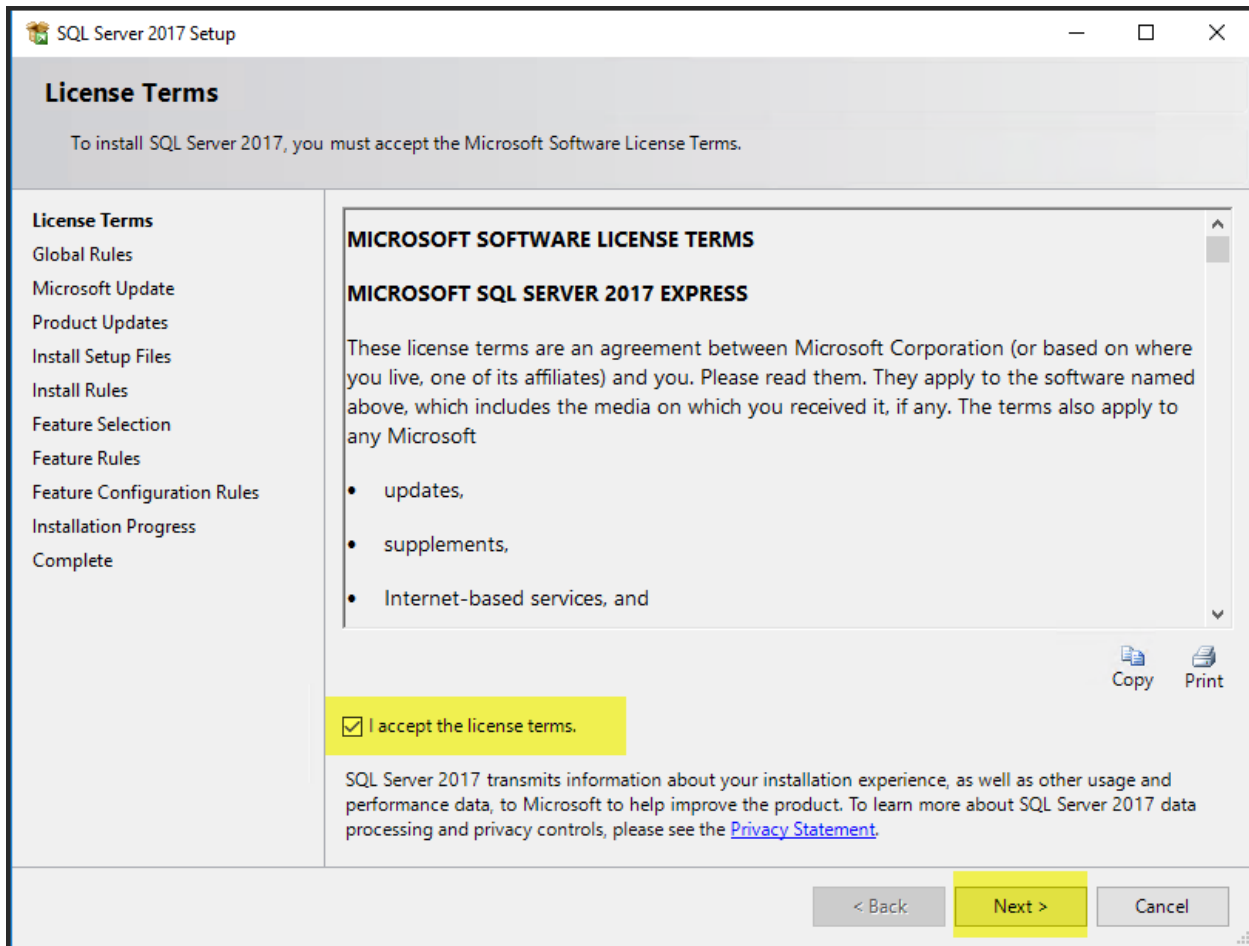 SQL Server 2017 Setup
License Terms
To install SQL Server 2017, you must accept the Microsoft Software License Terms.
License Terms
Global Rules
Microsoft Update
Product Updates
Install Setup Files
Install Rules
Feature Selection
Feature Rules
Feature Configuration Rules
Installation Progress
Complete
MICROSOFT SOFTWARE LICENSE TERMS
MICROSOFT SQL SERVER 2017 EXPRESS
These license terms are an agreement between Microsoft Corporation (or based on where
you live, one of its affiliates) and you. Please read them. They apply to the software named
above, which includes the media on which you received it, if any. The terms also apply to
any Microsoft
• updates,
• supplements,
• Internet-based services, and
Copy Print
I accept the license terms.
SQL Server 2017 transmits information about your installation experience, as well as other usage and
performance data, to Microsoft to help improve the product. To learn more about SQL Server 2017 data
processing and privacy controls, please see the Privacy Statement.
< Back Next > Cancel